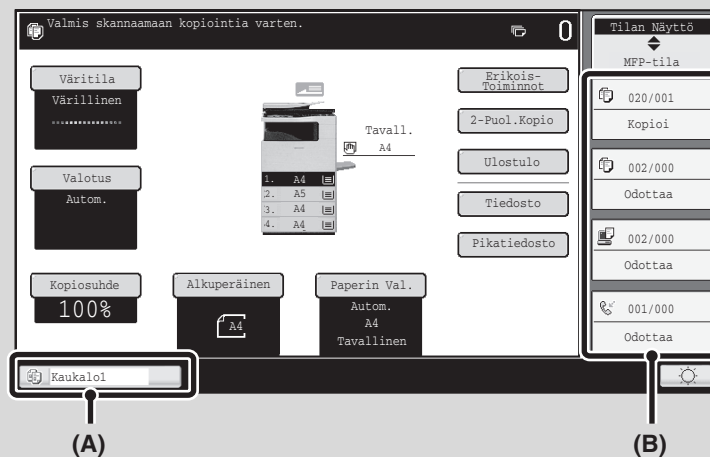 Valmis skannaamaan kopiointia varten.
0
Väritila
Värillinen
Valotus
Autom.
Kopiosuhde
100%
Alkuperäinen
A4
Paperin Val.
Autom.
A4
Tavallinen
Tavall.
A4
1. A4
2. A5
3. A4
4. A4
Erikois-
Toiminnot
2-Puol.Kopio
Ulostulo
Tiedosto
Pikatiedosto
Tilan Näyttö
MFP-tila
020/001
Kopioi
002/000
Odottaa
002/000
Odottaa
001/000
Odottaa
Kaukalo1
(A)
(B)